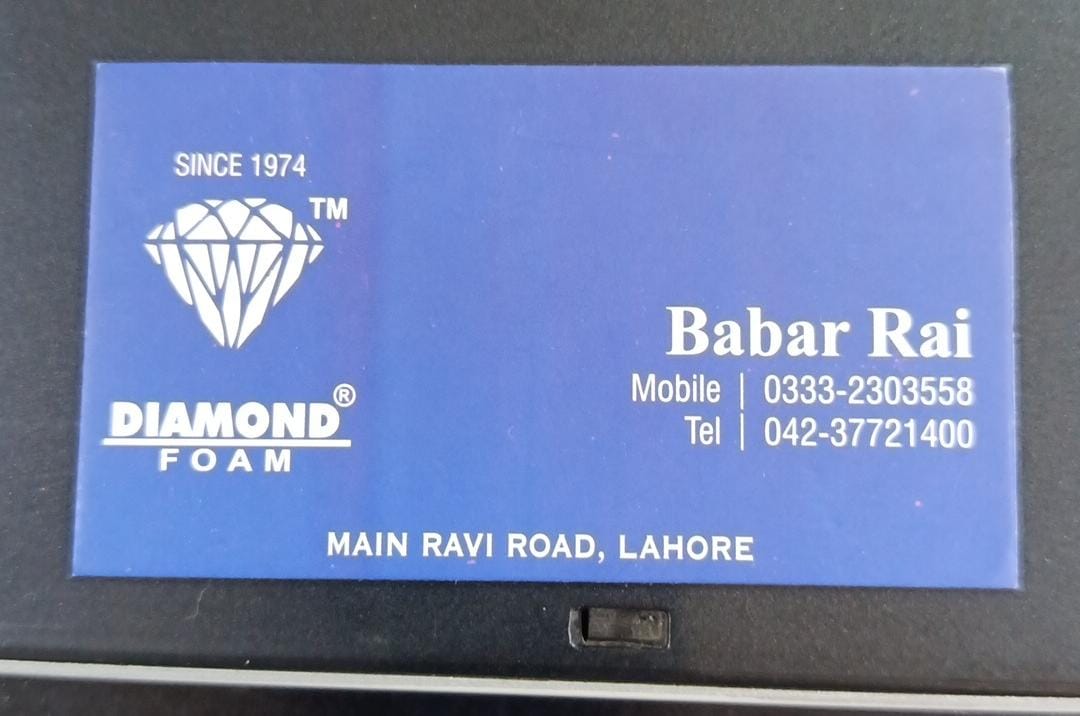 SINCE 1974
TM
DIAMOND®
FOAM
Babar Rai
Mobile | 0333-2303558
Tel | 042-37721400
MAIN RAVI ROAD, LAHORE